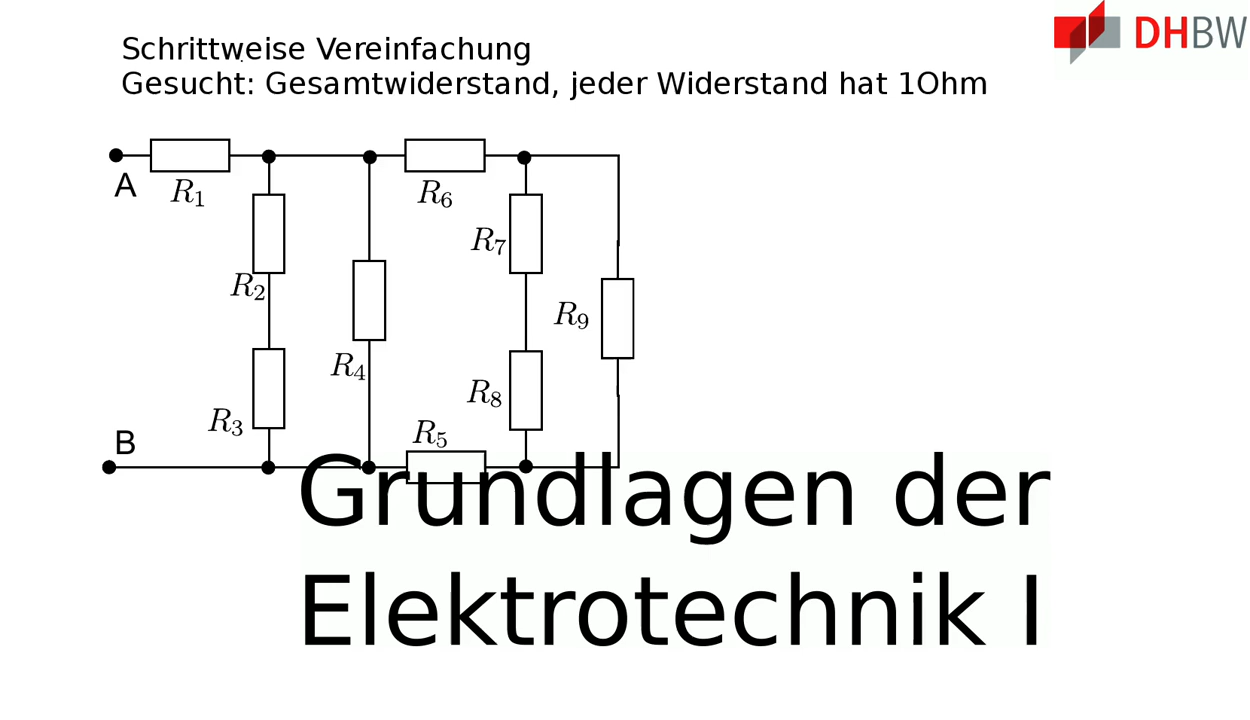 DHBW
Schrittweise Vereinfachung
Gesucht: Gesamtwiderstand, jeder Widerstand hat 1Ohm
A
R1
R6
R7
R2
R9
R4
R8
R3
R5
B
Grundlagen der
Elektrotechnik I